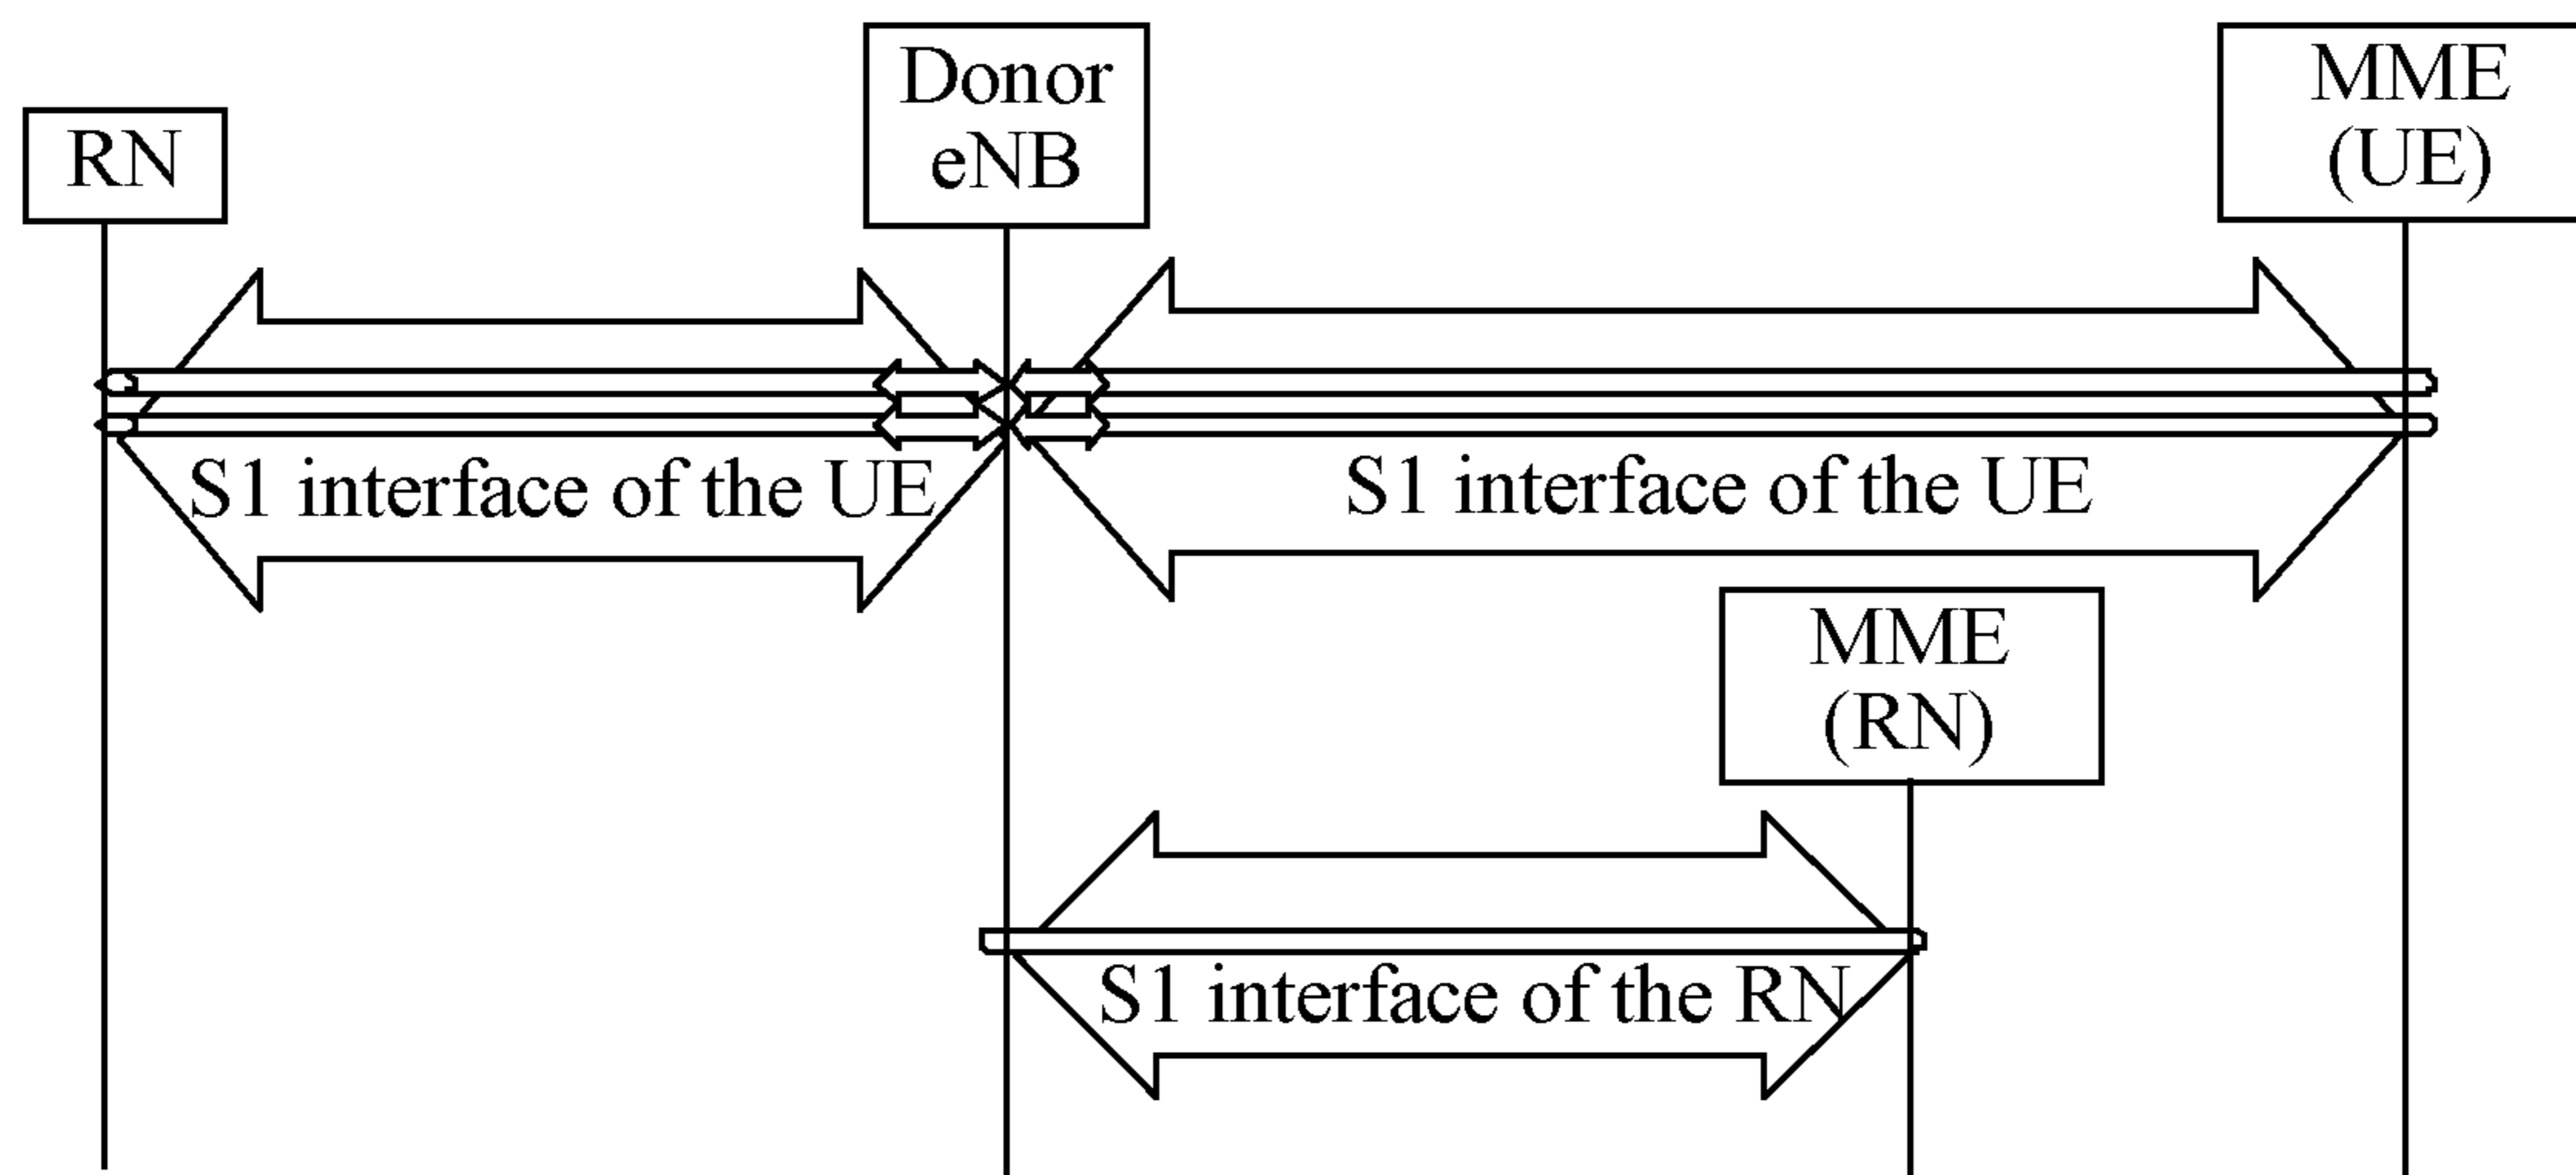 RN
Donor
eNB
MME
(UE)
S1 interface of the UE
S1 interface of the UE
MME
(RN)
S1 interface of the RN